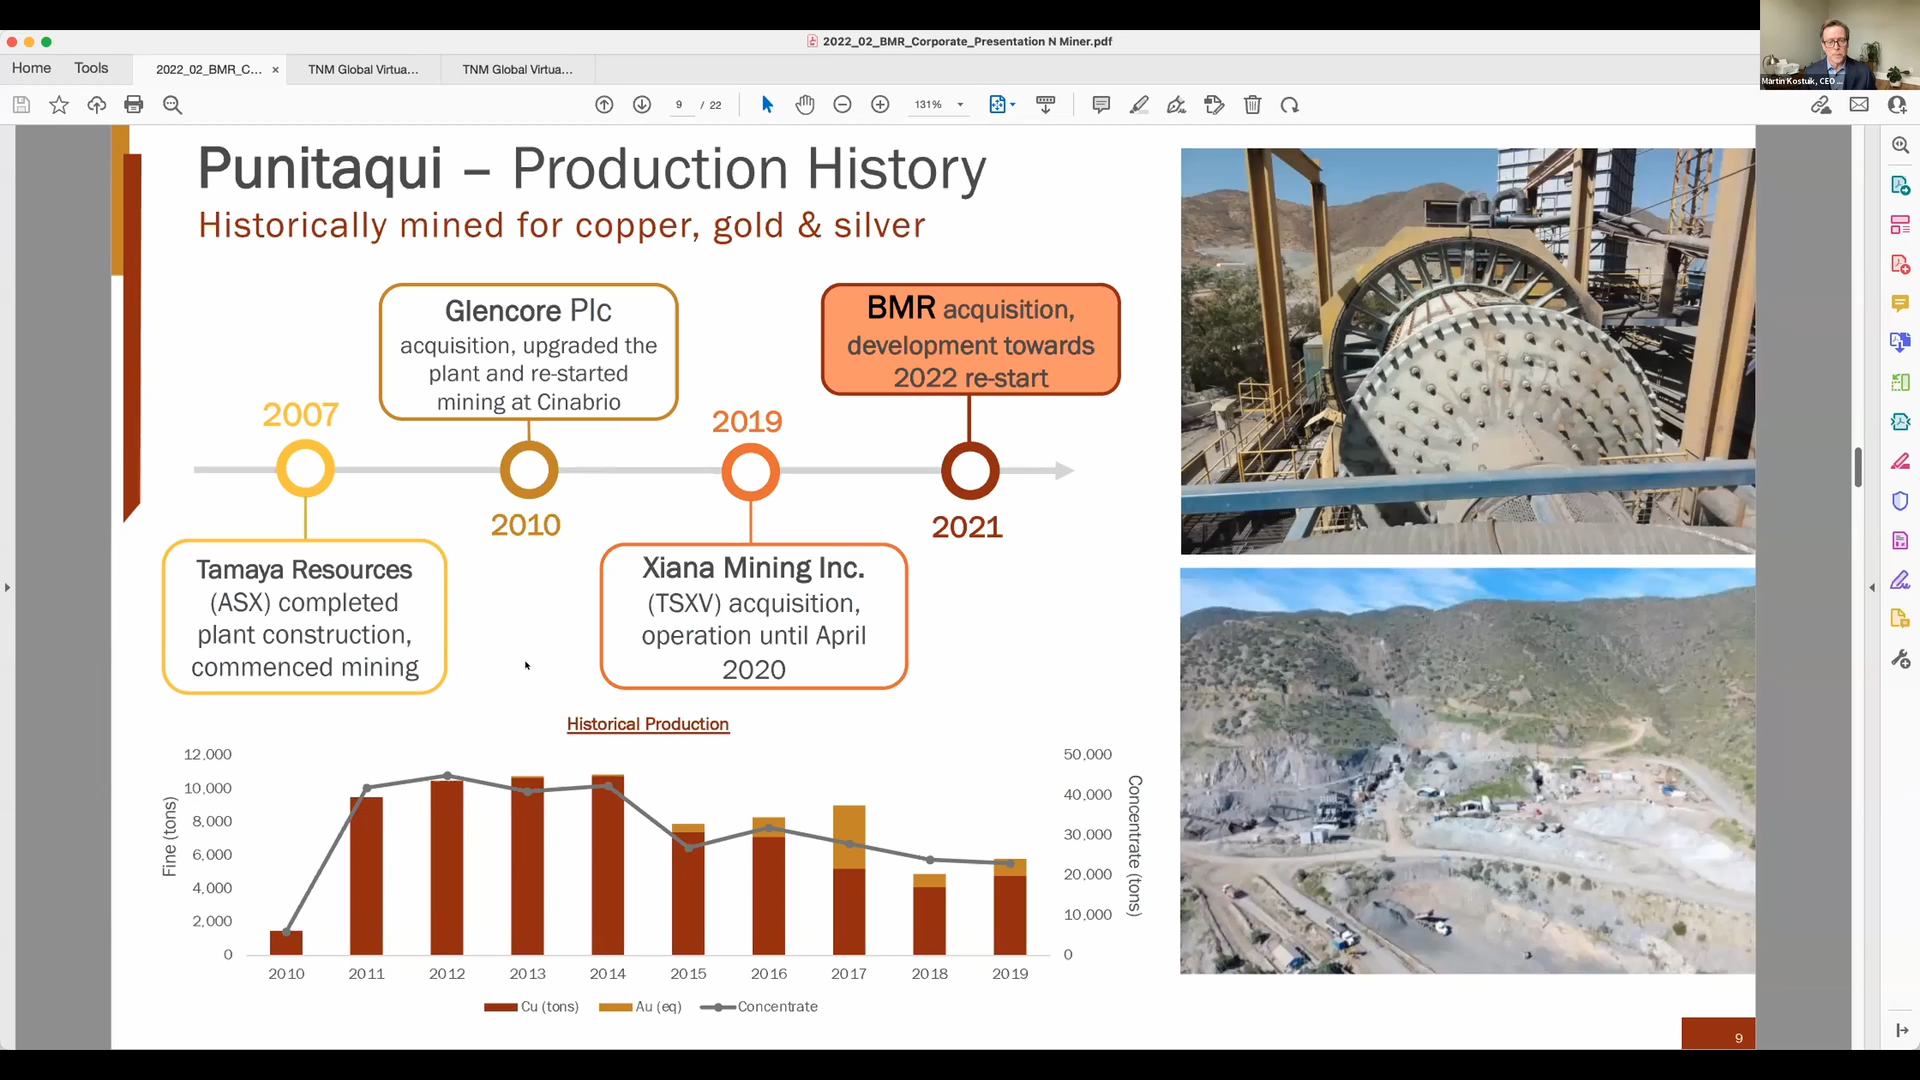 2022_02_BMR_Corporate_Presentation N Miner.pdf
Home
Tools
2022_02_BMR_C...
TNM Global Virtua...
TNM Global Virtua...
Martin Kostuik, CEO ...
9 / 22
131%
Punitaqui – Production History
Historically mined for copper, gold & silver
Glencore Plc
acquisition, upgraded the
plant and re-started
mining at Cinabrio
BMR acquisition,
development towards
2022 re-start
2007
2019
2010
2021
Tamaya Resources
(ASX) completed
plant construction,
commenced mining
Xiana Mining Inc.
(TSXV) acquisition,
operation until April
2020
Historical Production
Fine (tons)
12,000
10,000
8,000
6,000
4,000
2,000
0
50,000
40,000
30,000
20,000
10,000
0
Concentrate (tons)
2010 2011 2012 2013 2014 2015 2016 2017 2018 2019
Cu (tons) Au (eq) Concentrate
9